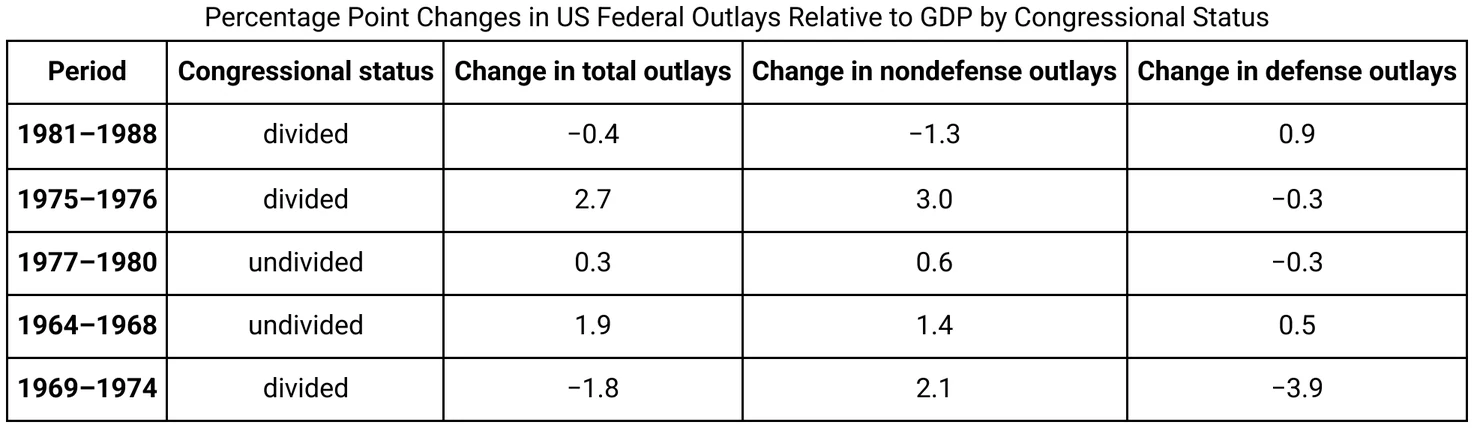 Percentage Point Changes in US Federal Outlays Relative to GDP by Congressional Status
Period Congressional status Change in total outlays Change in nondefense outlays Change in defense outlays
1981–1988 divided −0.4 −1.3 0.9
1975–1976 divided 2.7 3.0 −0.3
1977–1980 undivided 0.3 0.6 −0.3
1964–1968 undivided 1.9 1.4 0.5
1969–1974 divided −1.8 2.1 −3.9